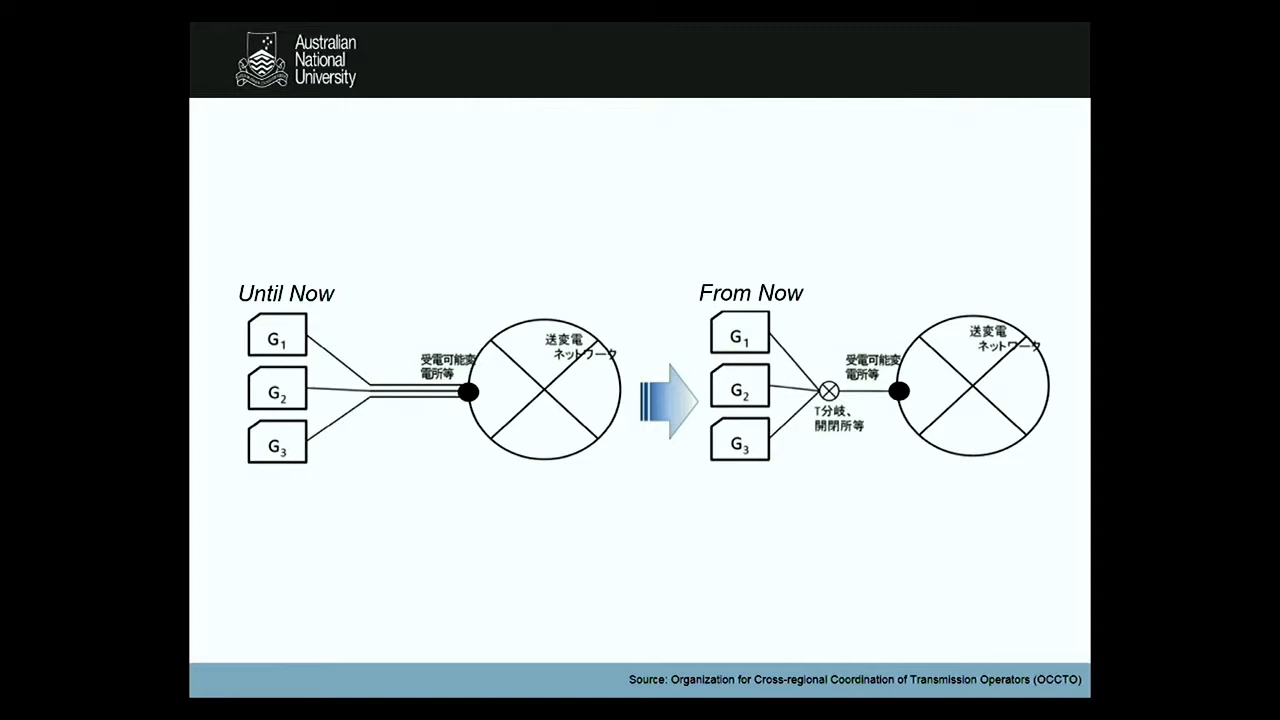 Australian
National
University
Until Now
G1
G2
G3
受電可能変
電所等
送変電
ネットワーク
From Now
G1
G2
G3
T分岐、
開閉所等
受電可能変
電所等
送変電
ネットワーク
Source: Organization for Cross-regional Coordination of Transmission Operators (OCCTO)